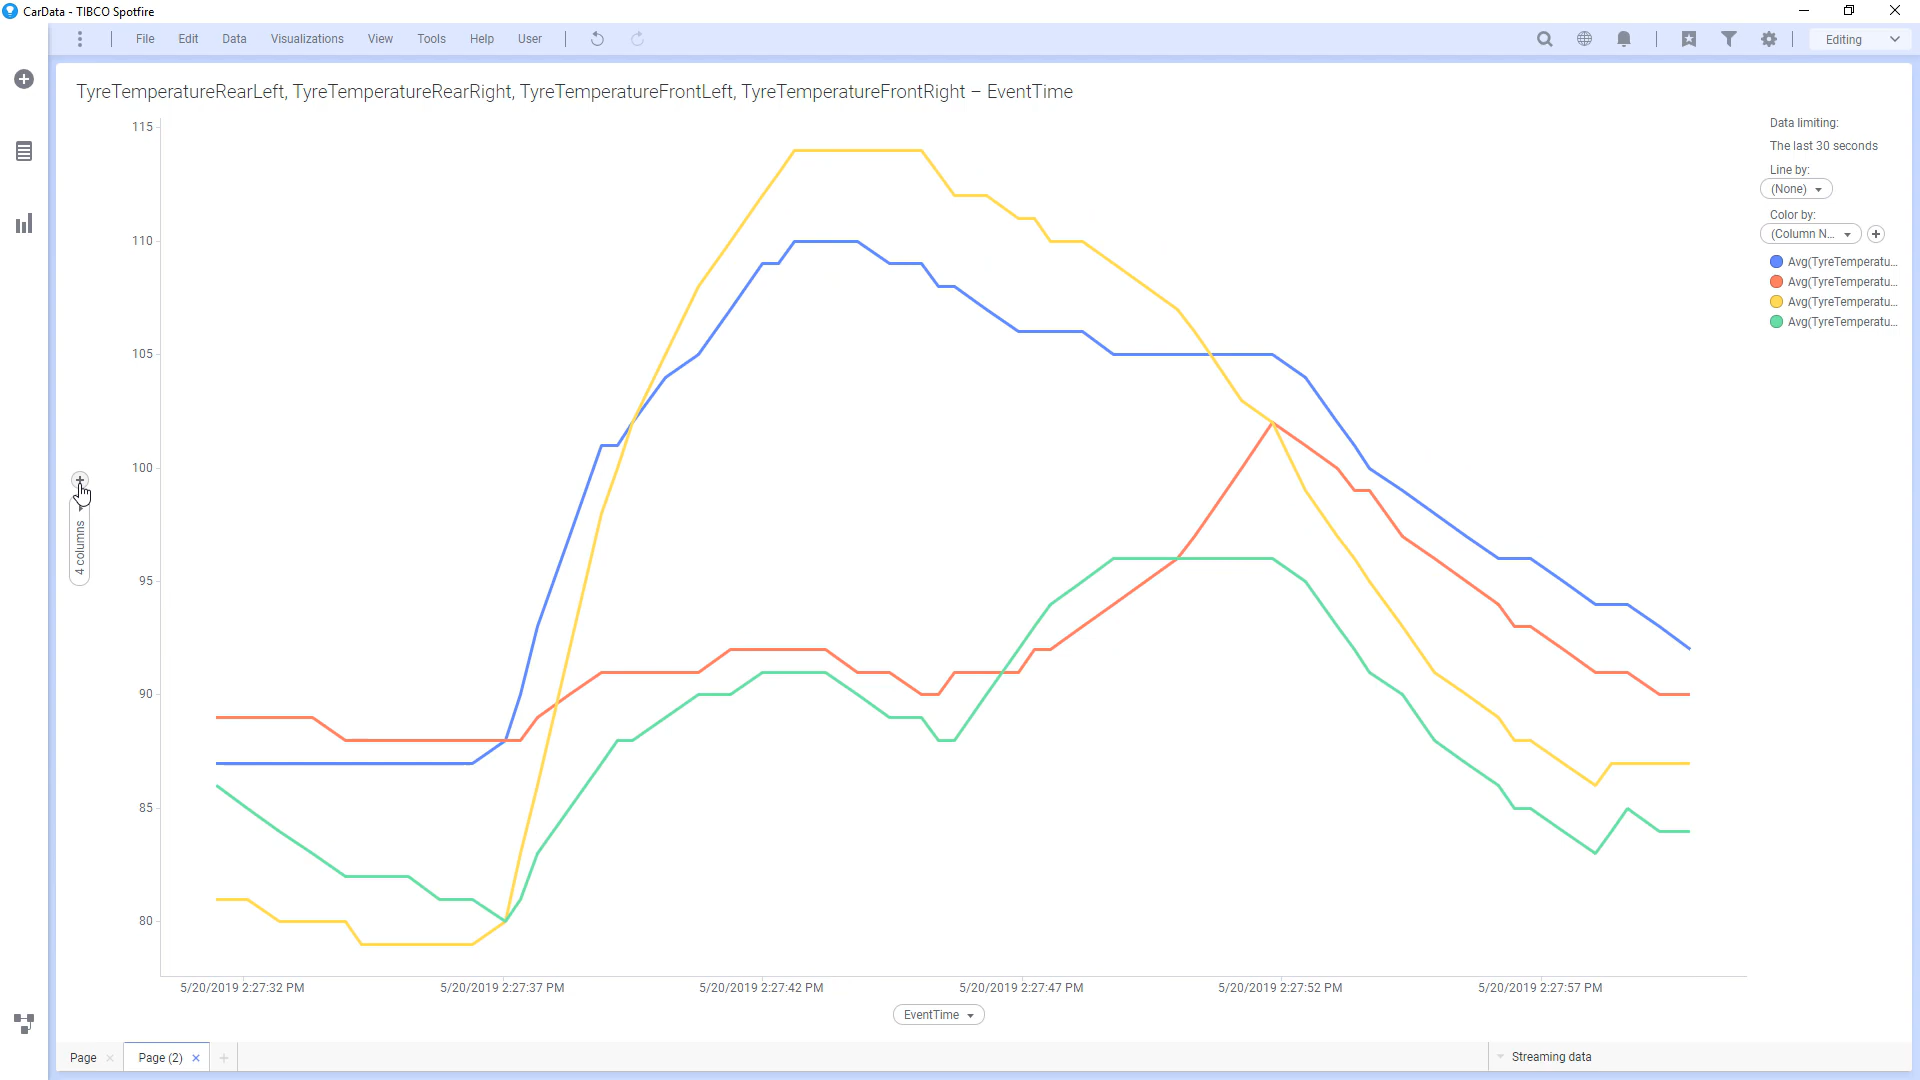 CarData - TIBCO Spotfire
File Edit Data Visualizations View Tools Help User Editing
TyreTemperatureRearLeft, TyreTemperatureRearRight, TyreTemperatureFrontLeft, TyreTemperatureFrontRight – EventTime
Data limiting:
The last 30 seconds
Line by:
(None)
Color by:
(Column N...
Avg(TyreTemperatu...
Avg(TyreTemperatu...
Avg(TyreTemperatu...
Avg(TyreTemperatu...
115
110
105
100
95
90
85
80
4 columns
5/20/2019 2:27:32 PM 5/20/2019 2:27:37 PM 5/20/2019 2:27:42 PM 5/20/2019 2:27:47 PM 5/20/2019 2:27:52 PM 5/20/2019 2:27:57 PM
EventTime
Page Page (2) Streaming data